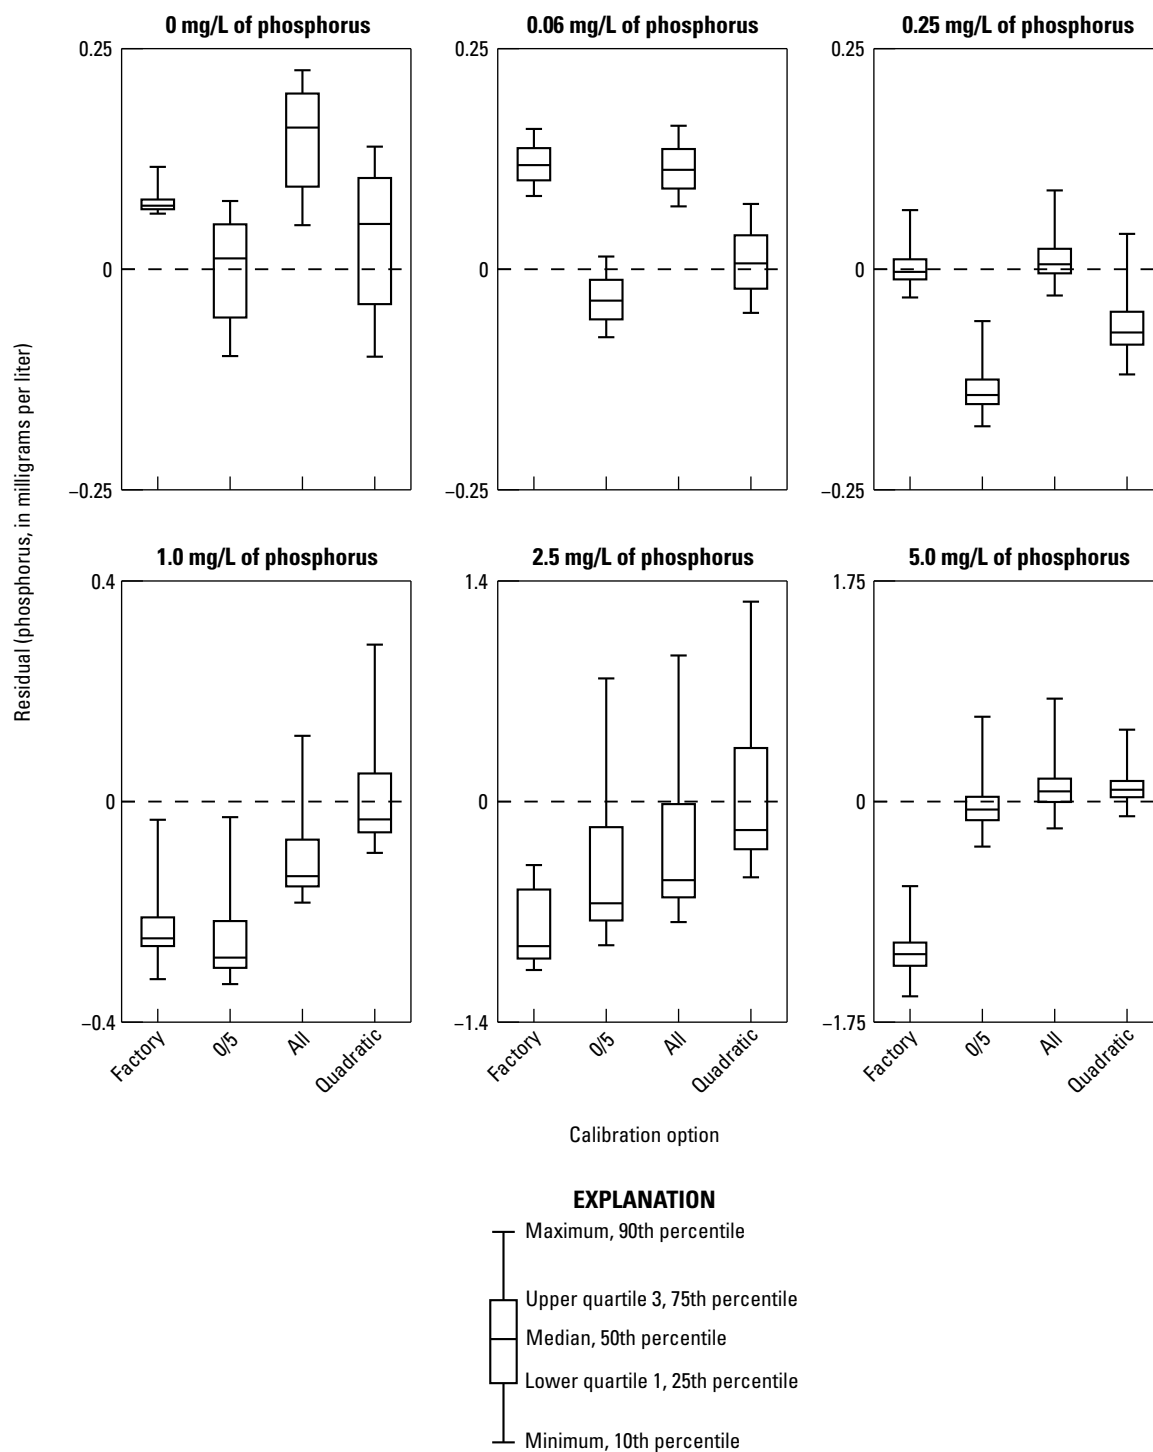 0 mg/L of phosphorus
0.06 mg/L of phosphorus
0.25 mg/L of phosphorus
0.25
0
−0.25
0.25
0
−0.25
0.25
0
−0.25
Residual (phosphorus, in milligrams per liter)
1.0 mg/L of phosphorus
2.5 mg/L of phosphorus
5.0 mg/L of phosphorus
0.4
0
−0.4
1.4
0
−1.4
1.75
0
−1.75
Factory
0/5
All
Quadratic
Factory
0/5
All
Quadratic
Factory
0/5
All
Quadratic
Calibration option
EXPLANATION
Maximum, 90th percentile
Upper quartile 3, 75th percentile
Median, 50th percentile
Lower quartile 1, 25th percentile
Minimum, 10th percentile